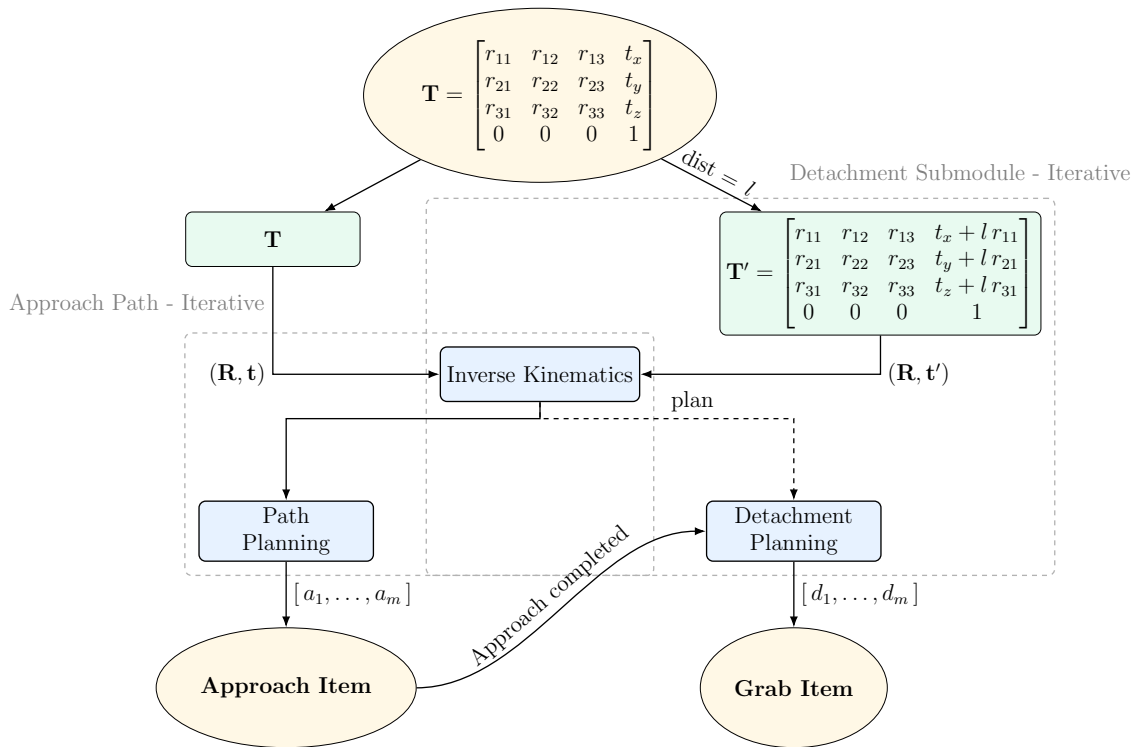 T = [r11 r12 r13 tx
r21 r22 r23 ty
r31 r32 r33 tz
0 0 0 1]
dist = l
Detachment Submodule - Iterative
T
T′ = [r11 r12 r13 tx + l r11
r21 r22 r23 ty + l r21
r31 r32 r33 tz + l r31
0 0 0 1]
Approach Path - Iterative
(R, t)
Inverse Kinematics
(R, t′)
plan
Path
Planning
Detachment
Planning
Approach completed
[ a1, . . . , am ]
[ d1, . . . , dm ]
Approach Item
Grab Item